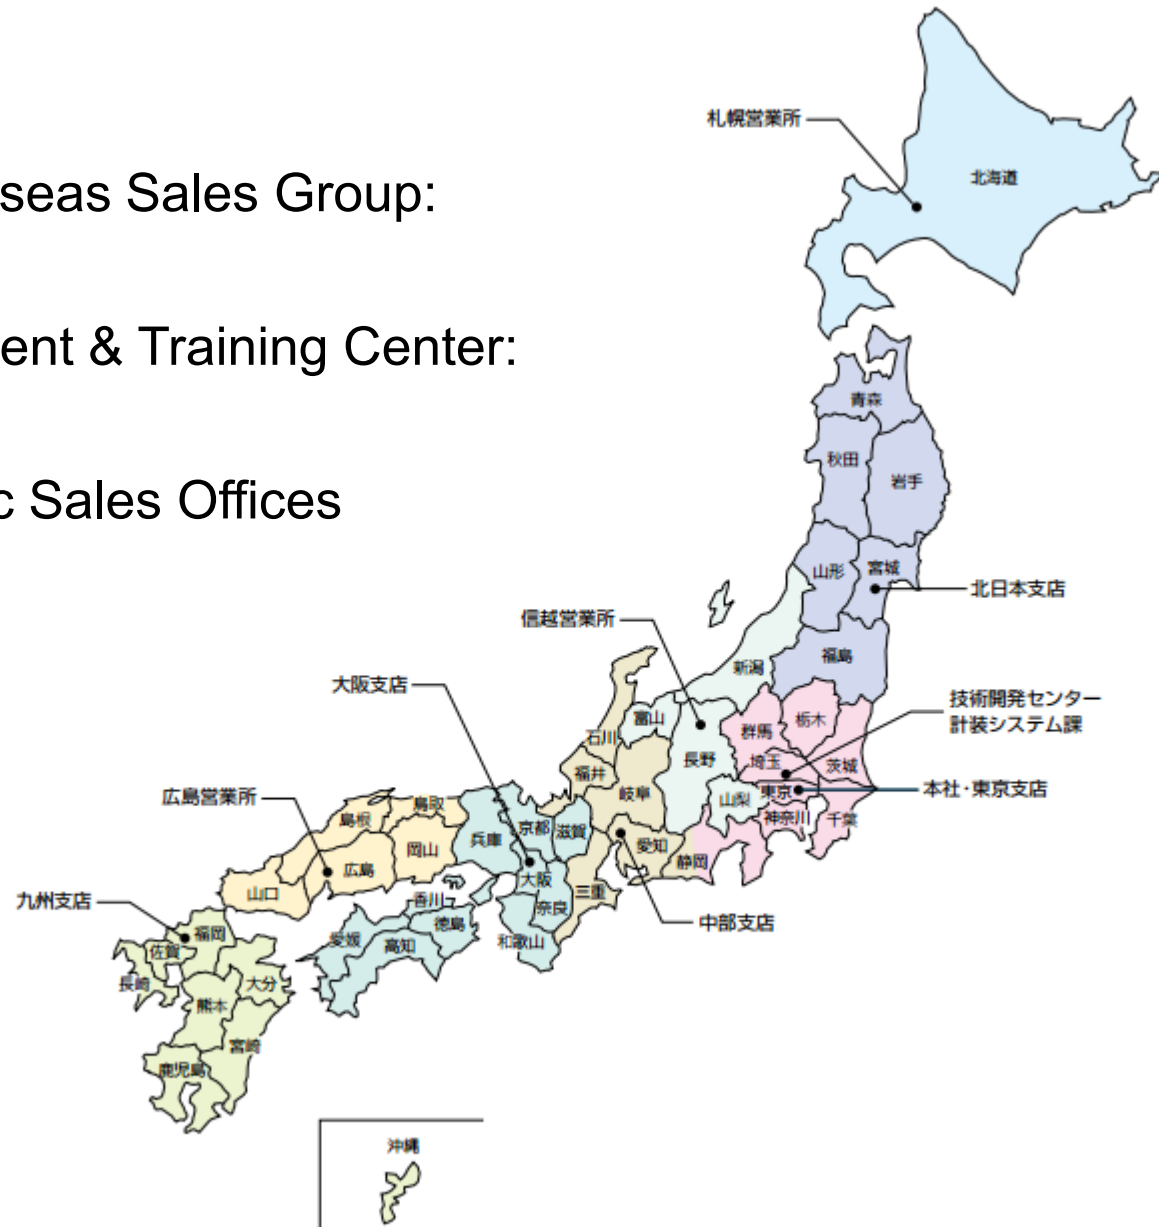 札幌営業所
北海道
seas Sales Group:
ent & Training Center:
青森
秋田
岩手
c Sales Offices
山形
宮城
北日本支店
信越営業所
福島
新潟
大阪支店
技術開発センター
計装システム課
富山
石川
群馬
栃木
長野
埼玉
茨城
福井
岐阜
山梨
東京
本社・東京支店
広島営業所
鳥取
島根
神奈川
千葉
兵庫
京都
滋賀
愛知
静岡
岡山
広島
大阪
山口
香川
三重
九州支店
奈良
中部支店
徳島
福岡
愛媛
高知
和歌山
佐賀
長崎
大分
熊本
宮崎
鹿児島
沖縄